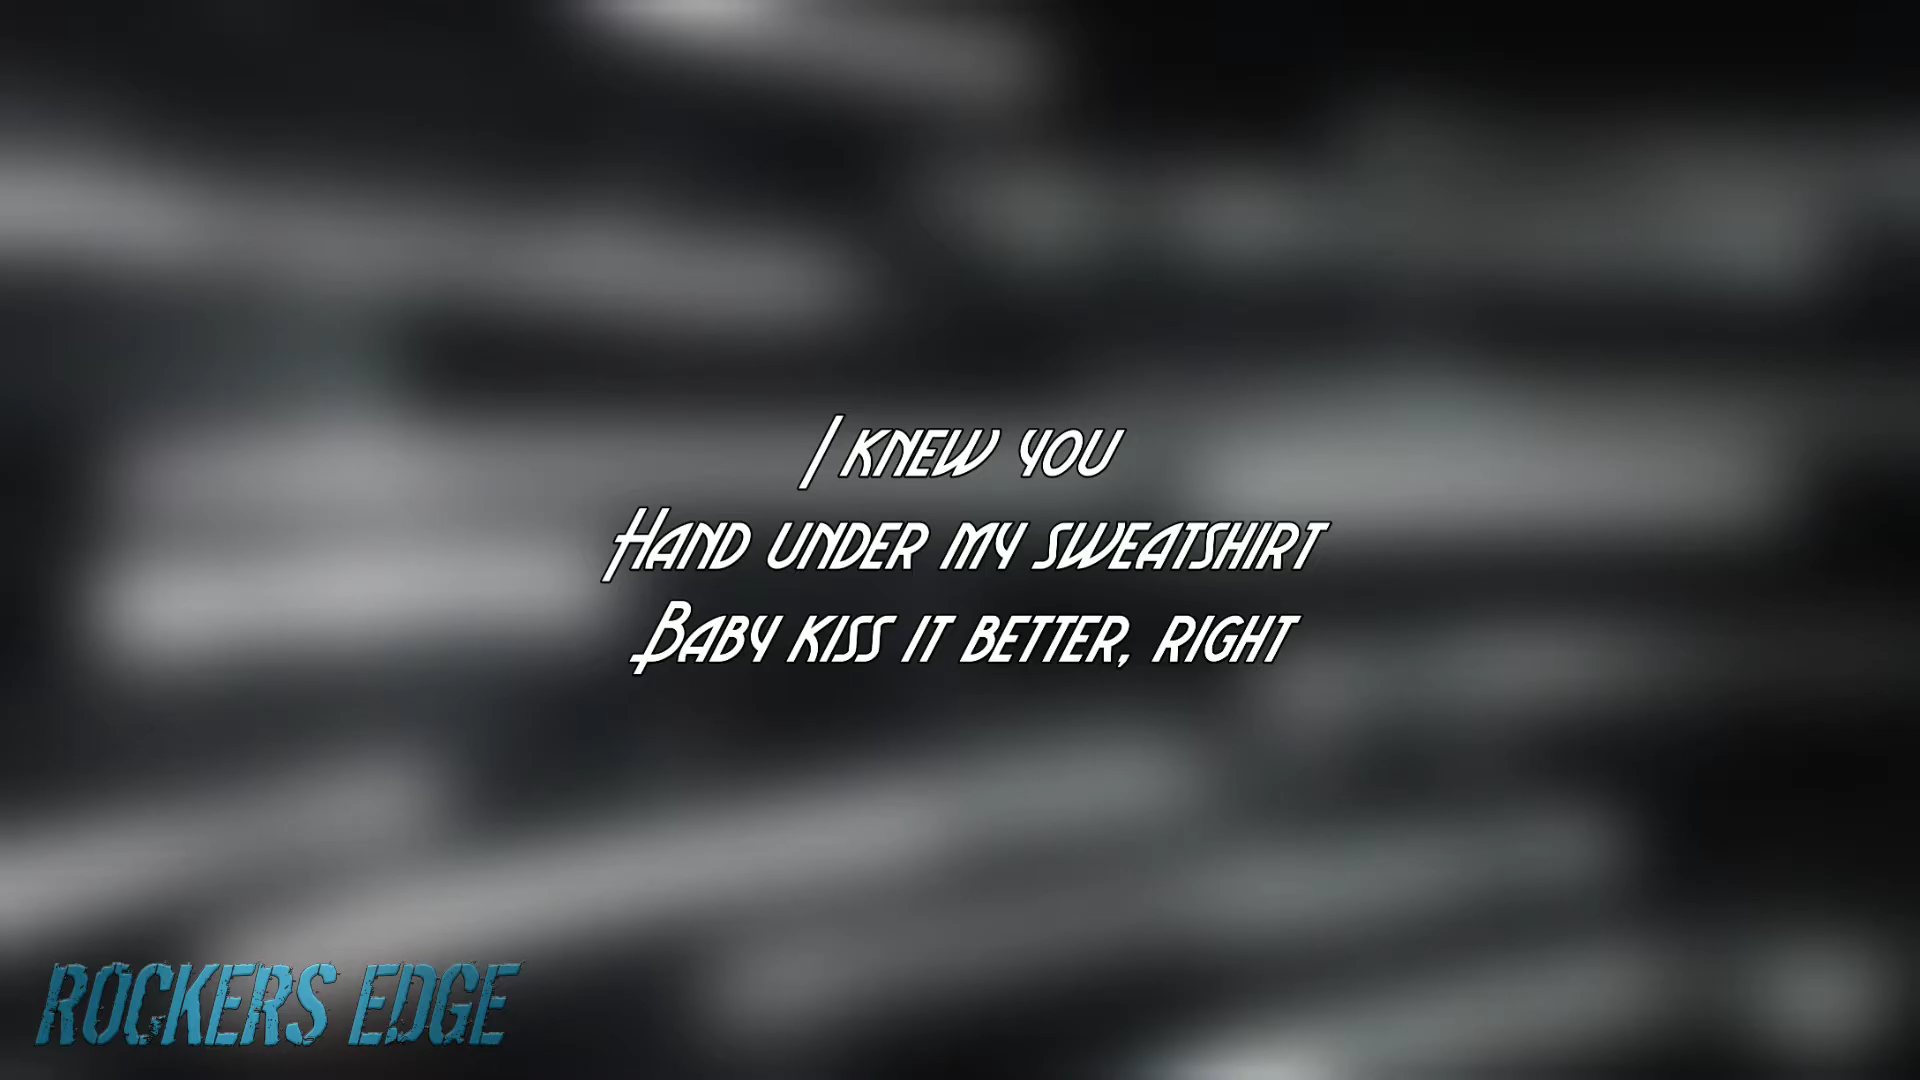 I knew you
Hand under my sweatshirt
Baby kiss it better, right
ROCKERS EDGE